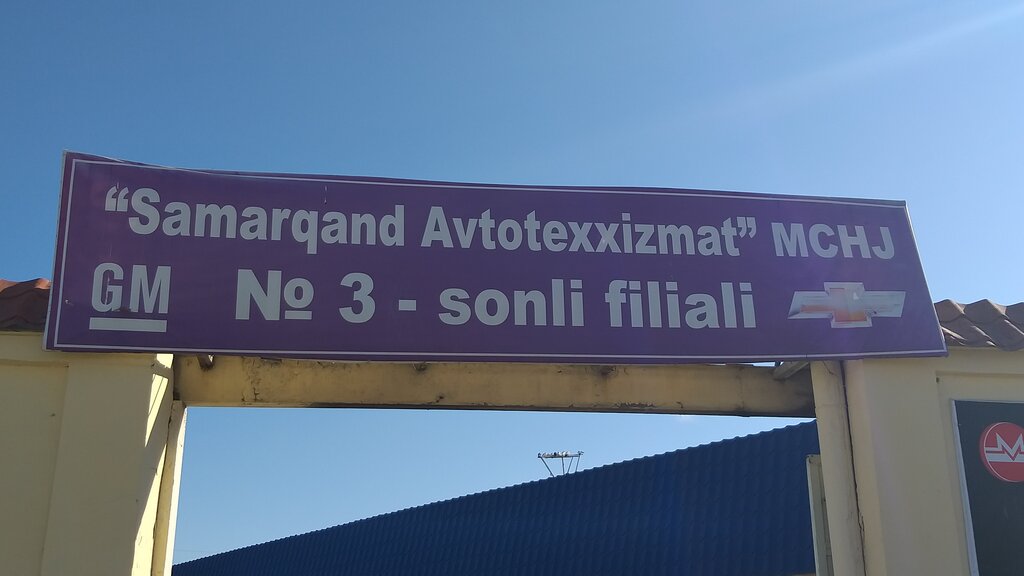 “Samarqand Avtotexxizmat” MCHJ
GM № 3 - sonli filiali
M